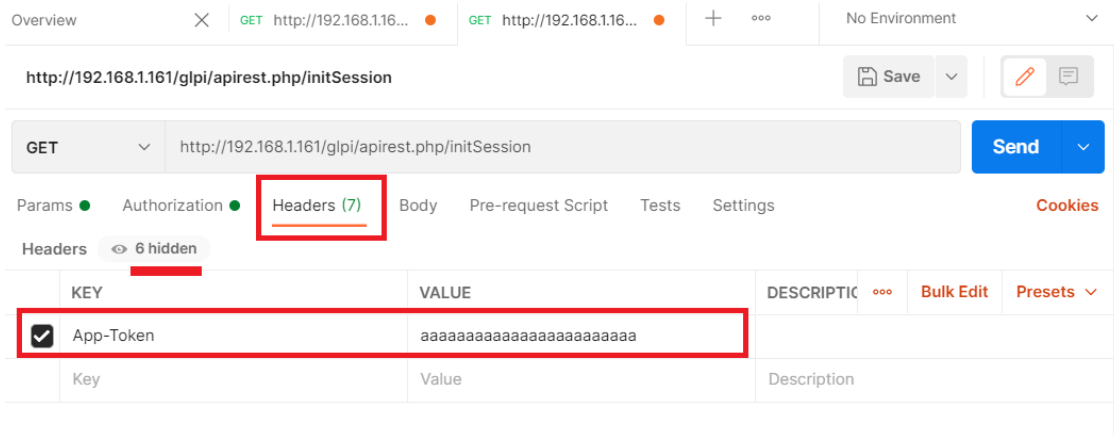 Overview GET http://192.168.1.16... GET http://192.168.1.16... No Environment
http://192.168.1.161/glpi/apirest.php/initSession Save
GET http://192.168.1.161/glpi/apirest.php/initSession Send
Params Authorization Headers (7) Body Pre-request Script Tests Settings Cookies
Headers 6 hidden
KEY VALUE DESCRIPTIC Bulk Edit Presets
App-Token aaaaaaaaaaaaaaaaaaaaaaaa
Key Value Description